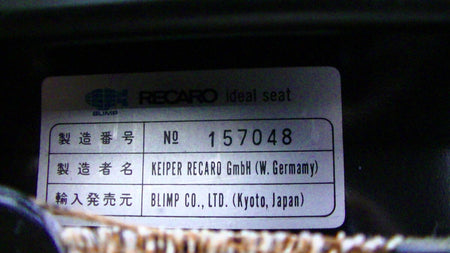 BLIMP RECARO ideal seat
製造番号 № 157048
製造者名 KEIPER RECARO GmbH (W. Germamy)
輸入発売元 BLIMP CO., LTD. (Kyoto, Japan)